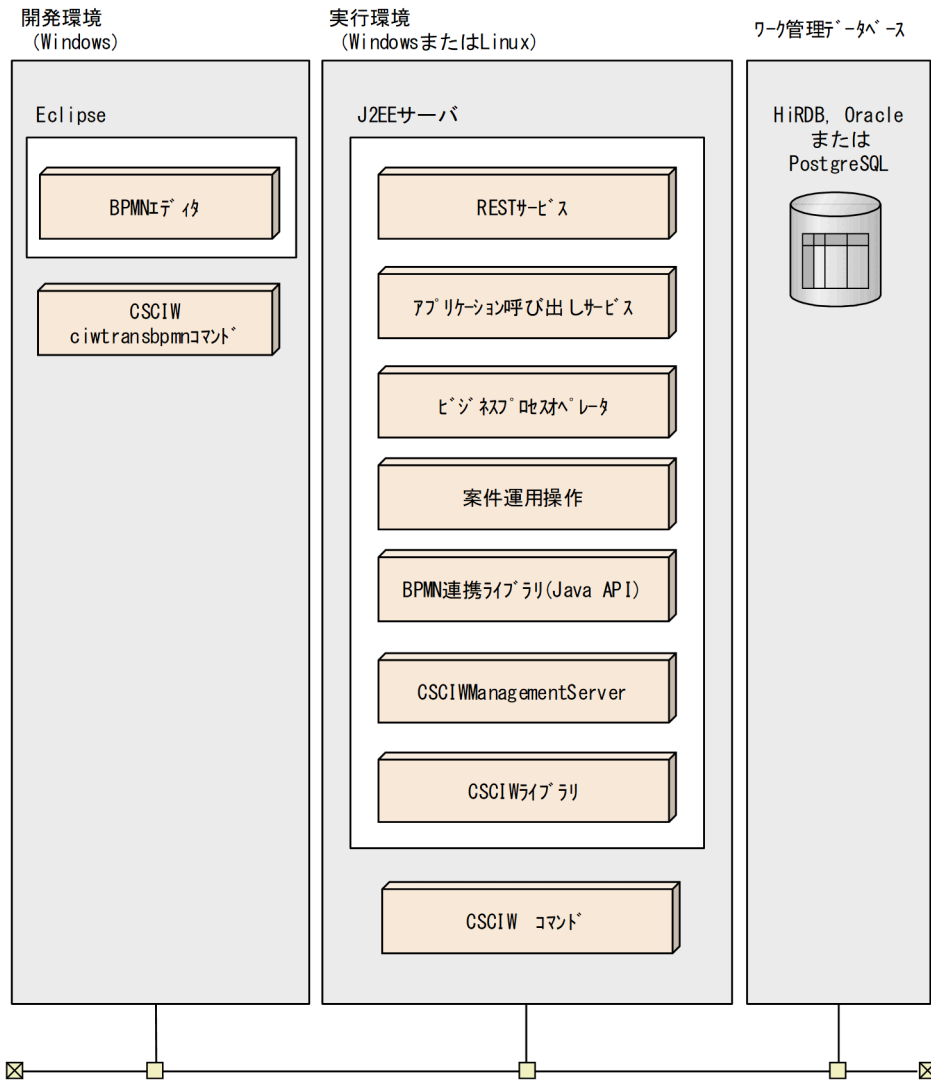 開発環境
(Windows)
Eclipse
BPMNｴﾃﾞｨﾀ
CSCIW
ciwtransbpmnｺﾏﾝﾄﾞ
実行環境
(WindowsまたはLinux)
J2EEサーバ
RESTｻｰﾋﾞｽ
ｱﾌﾟﾘｹｰｼｮﾝ呼び出しｻｰﾋﾞｽ
ﾋﾞｼﾞﾈｽﾌﾟﾛｾｽｵﾍﾟﾚｰﾀ
案件運用操作
BPMN連携ﾗｲﾌﾞﾗﾘ(Java API)
CSCIWManagementServer
CSCIWﾗｲﾌﾞﾗﾘ
CSCIW　ｺﾏﾝﾄﾞ
ﾜｰｸ管理ﾃﾞｰﾀﾍﾞｰｽ
HiRDB, Oracle
または
PostgreSQL